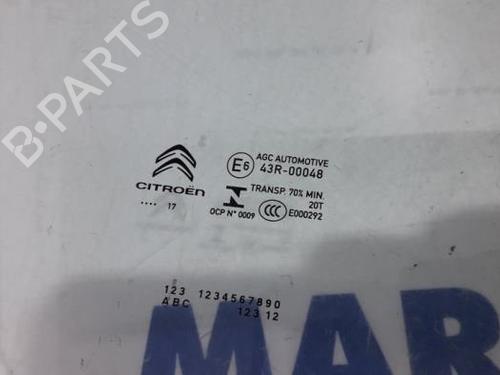 B-PARTS
CITROËN
.... 17
E6
AGC AUTOMOTIVE
43R-00048
TRANSP. 70% MIN.
20T
OCP N° 0009
CCC
E000292
123 1234567890
ABC 123 12
MAR